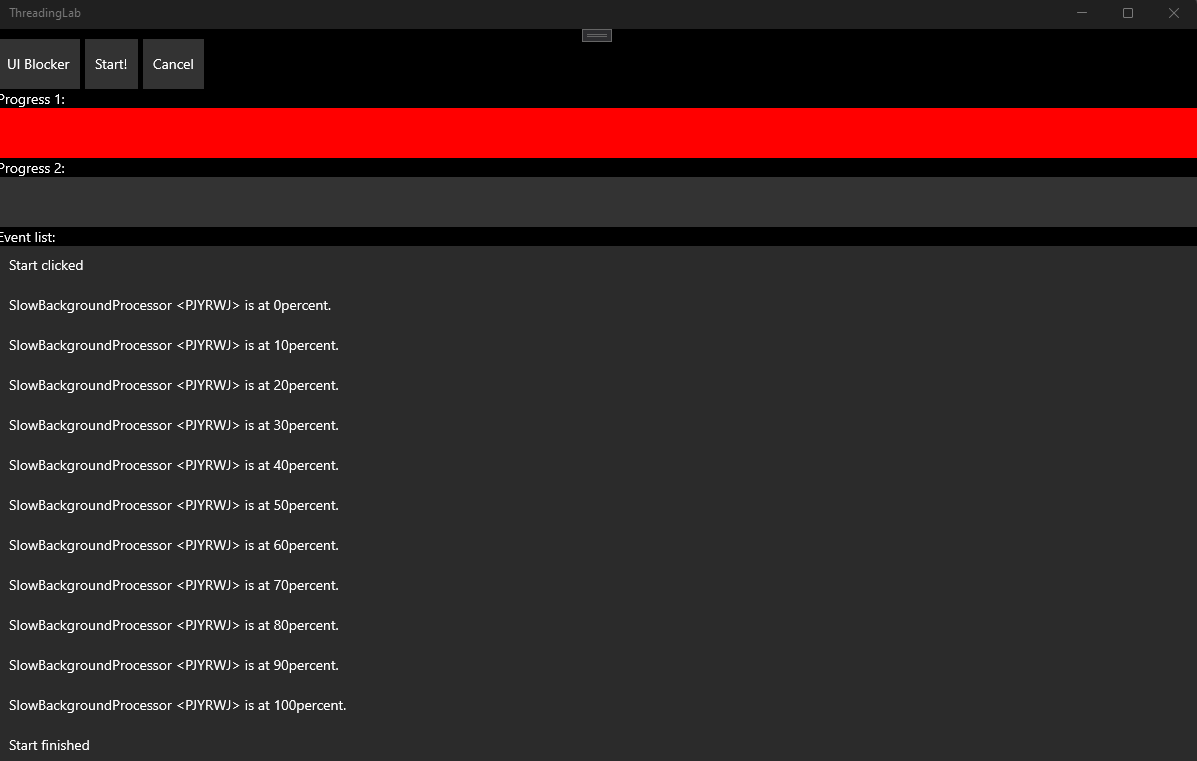 ThreadingLab
UI Blocker Start! Cancel
Progress 1:
Progress 2:
Event list:
Start clicked
SlowBackgroundProcessor <PJYRWJ> is at 0percent.
SlowBackgroundProcessor <PJYRWJ> is at 10percent.
SlowBackgroundProcessor <PJYRWJ> is at 20percent.
SlowBackgroundProcessor <PJYRWJ> is at 30percent.
SlowBackgroundProcessor <PJYRWJ> is at 40percent.
SlowBackgroundProcessor <PJYRWJ> is at 50percent.
SlowBackgroundProcessor <PJYRWJ> is at 60percent.
SlowBackgroundProcessor <PJYRWJ> is at 70percent.
SlowBackgroundProcessor <PJYRWJ> is at 80percent.
SlowBackgroundProcessor <PJYRWJ> is at 90percent.
SlowBackgroundProcessor <PJYRWJ> is at 100percent.
Start finished